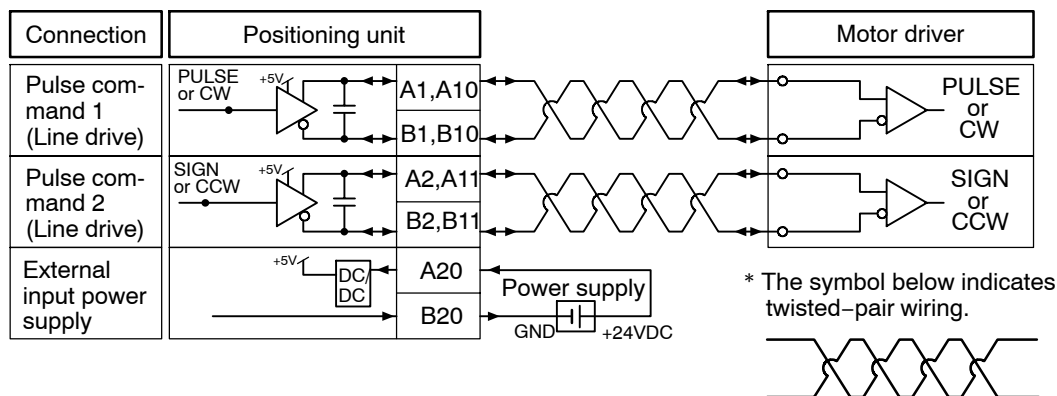 Connection
Positioning unit
Motor driver
Pulse com-
mand 1
(Line drive)
PULSE
or CW
+5V
A1,A10
B1,B10
PULSE
or
CW
Pulse com-
mand 2
(Line drive)
SIGN
or CCW
+5V
A2,A11
B2,B11
SIGN
or
CCW
External
input power
supply
+5V
DC/
DC
A20
B20
Power supply
GND
+24VDC
* The symbol below indicates
twisted−pair wiring.